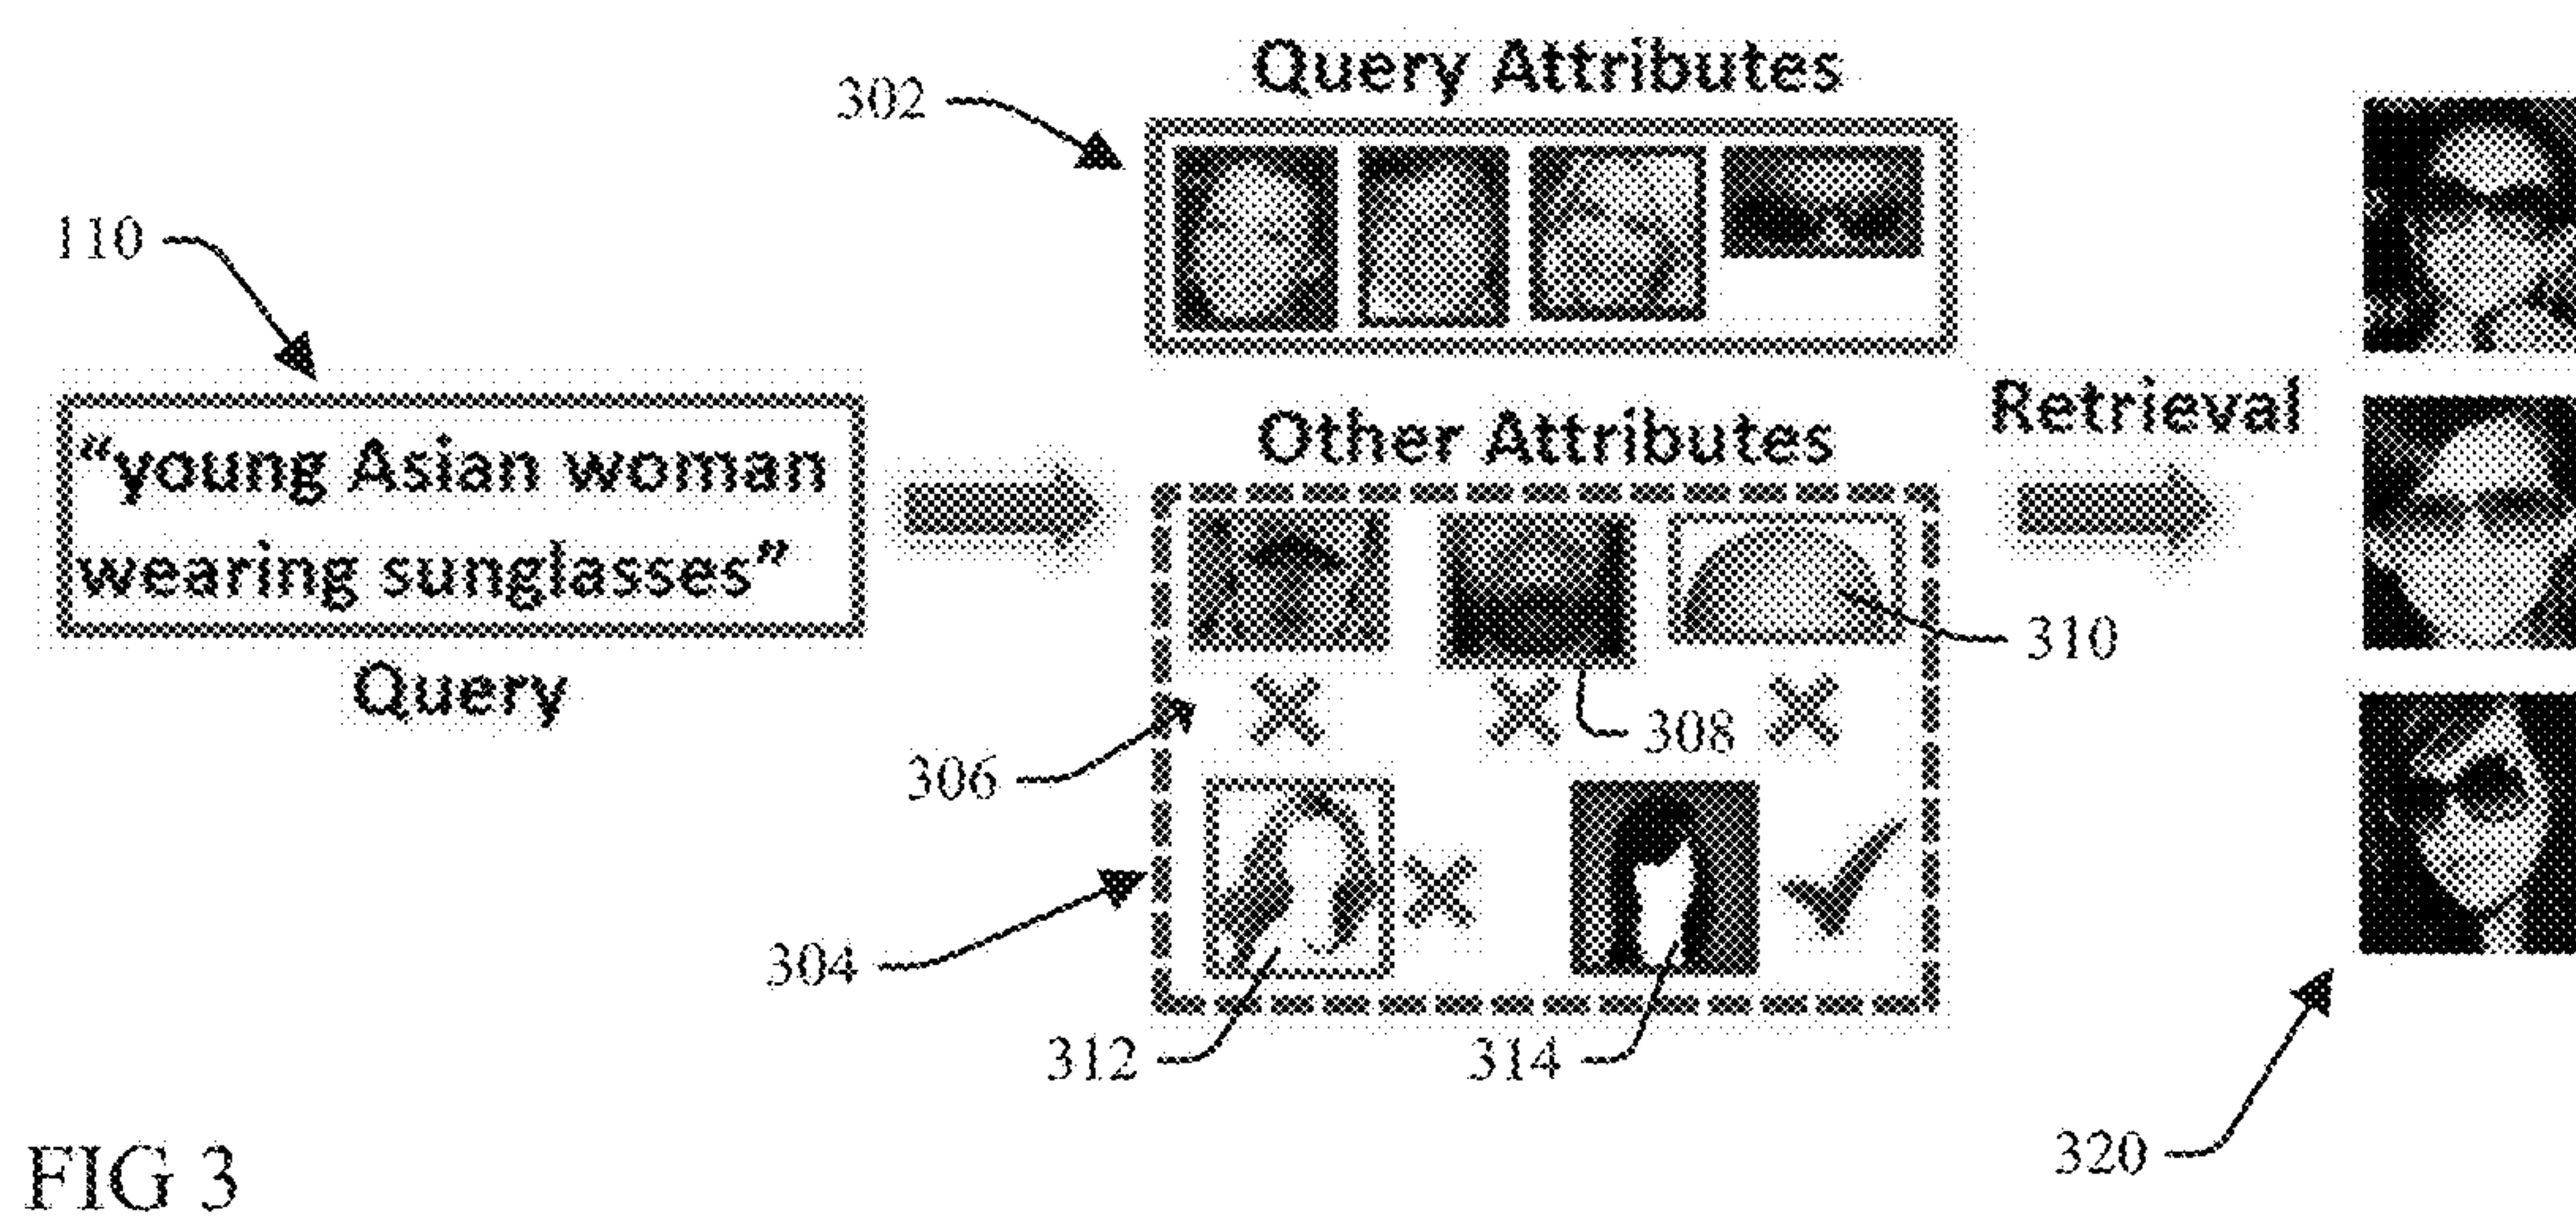 Query Attributes
302
110
Other Attributes
Retrieval
“young Asian woman
wearing sunglasses”
310
Query
308
306
304
312
314
320
FIG 3